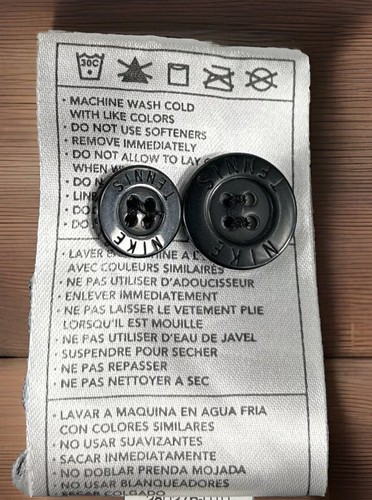 30C
· MACHINE WASH COLD
WITH LIKE COLORS
· DO NOT USE SOFTENERS
· REMOVE IMMEDIATELY
· DO NOT ALLOW TO LAY
WHEN
· DO
·
· DO
· DO
TENNIS
NIKE
TENNIS
NIKE
· LAVER
AVEC COULEURS SIMILAIRES
· NE PAS UTILISER D'ADOUCISSEUR
· ENLEVER IMMEDIATEMENT
· NE PAS LAISSER LE VETEMENT PLIE
LORSQU'IL EST MOUILLE
· NE PAS UTILISER D'EAU DE JAVEL
· SUSPENDRE POUR SECHER
· NE PAS REPASSER
· NE PAS NETTOYER A SEC
· LAVAR A MAQUINA EN AGUA FRIA
CON COLORES SIMILARES
· NO USAR SUAVIZANTES
· SACAR INMEDIATAMENTE
· NO DOBLAR PRENDA MOJADA
· NO USAR BLANQUEADORES
SECAR COLGADO